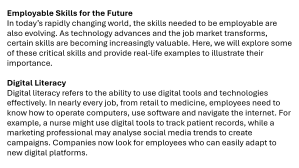 Employable Skills for the Future
In today's rapidly changing world, the skills needed to be employable are
also evolving. As technology advances and the job market transforms,
certain skills are becoming increasingly valuable. Here, we will explore some
of these critical skills and provide real-life examples to illustrate their
importance.
Digital Literacy
Digital literacy refers to the ability to use digital tools and technologies
effectively. In nearly every job, from retail to medicine, employees need to
know how to operate computers, use software and navigate the internet. For
example, a nurse might use digital tools to track patient records, while a
marketing professional may analyse social media trends to create
campaigns. Companies now look for employees who can easily adapt to
new digital platforms.